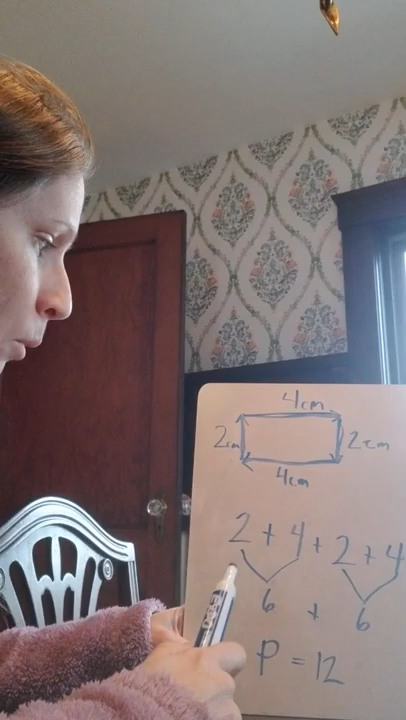 4cm
2cm 2cm
4cm
2 + 4 + 2 + 4
6 + 6
P = 12